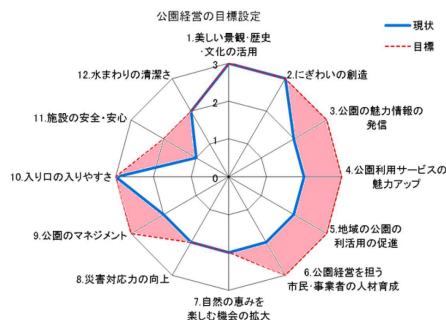 公園経営の目標設定
現状
目標
1.美しい景観・歴史
・文化の活用
2.にぎわいの創造
3.公園の魅力情報の
発信
4.公園利用サービスの
魅力アップ
5.地域の公園の
利活用の促進
6.公園経営を担う
市民・事業者の人材育成
7.自然の恵みを
楽しむ機会の拡大
8.災害対応力の向上
9.公園のマネジメント
10.入り口の入りやすさ
11.施設の安全・安心
12.水まわりの清潔さ
3
2
1
0